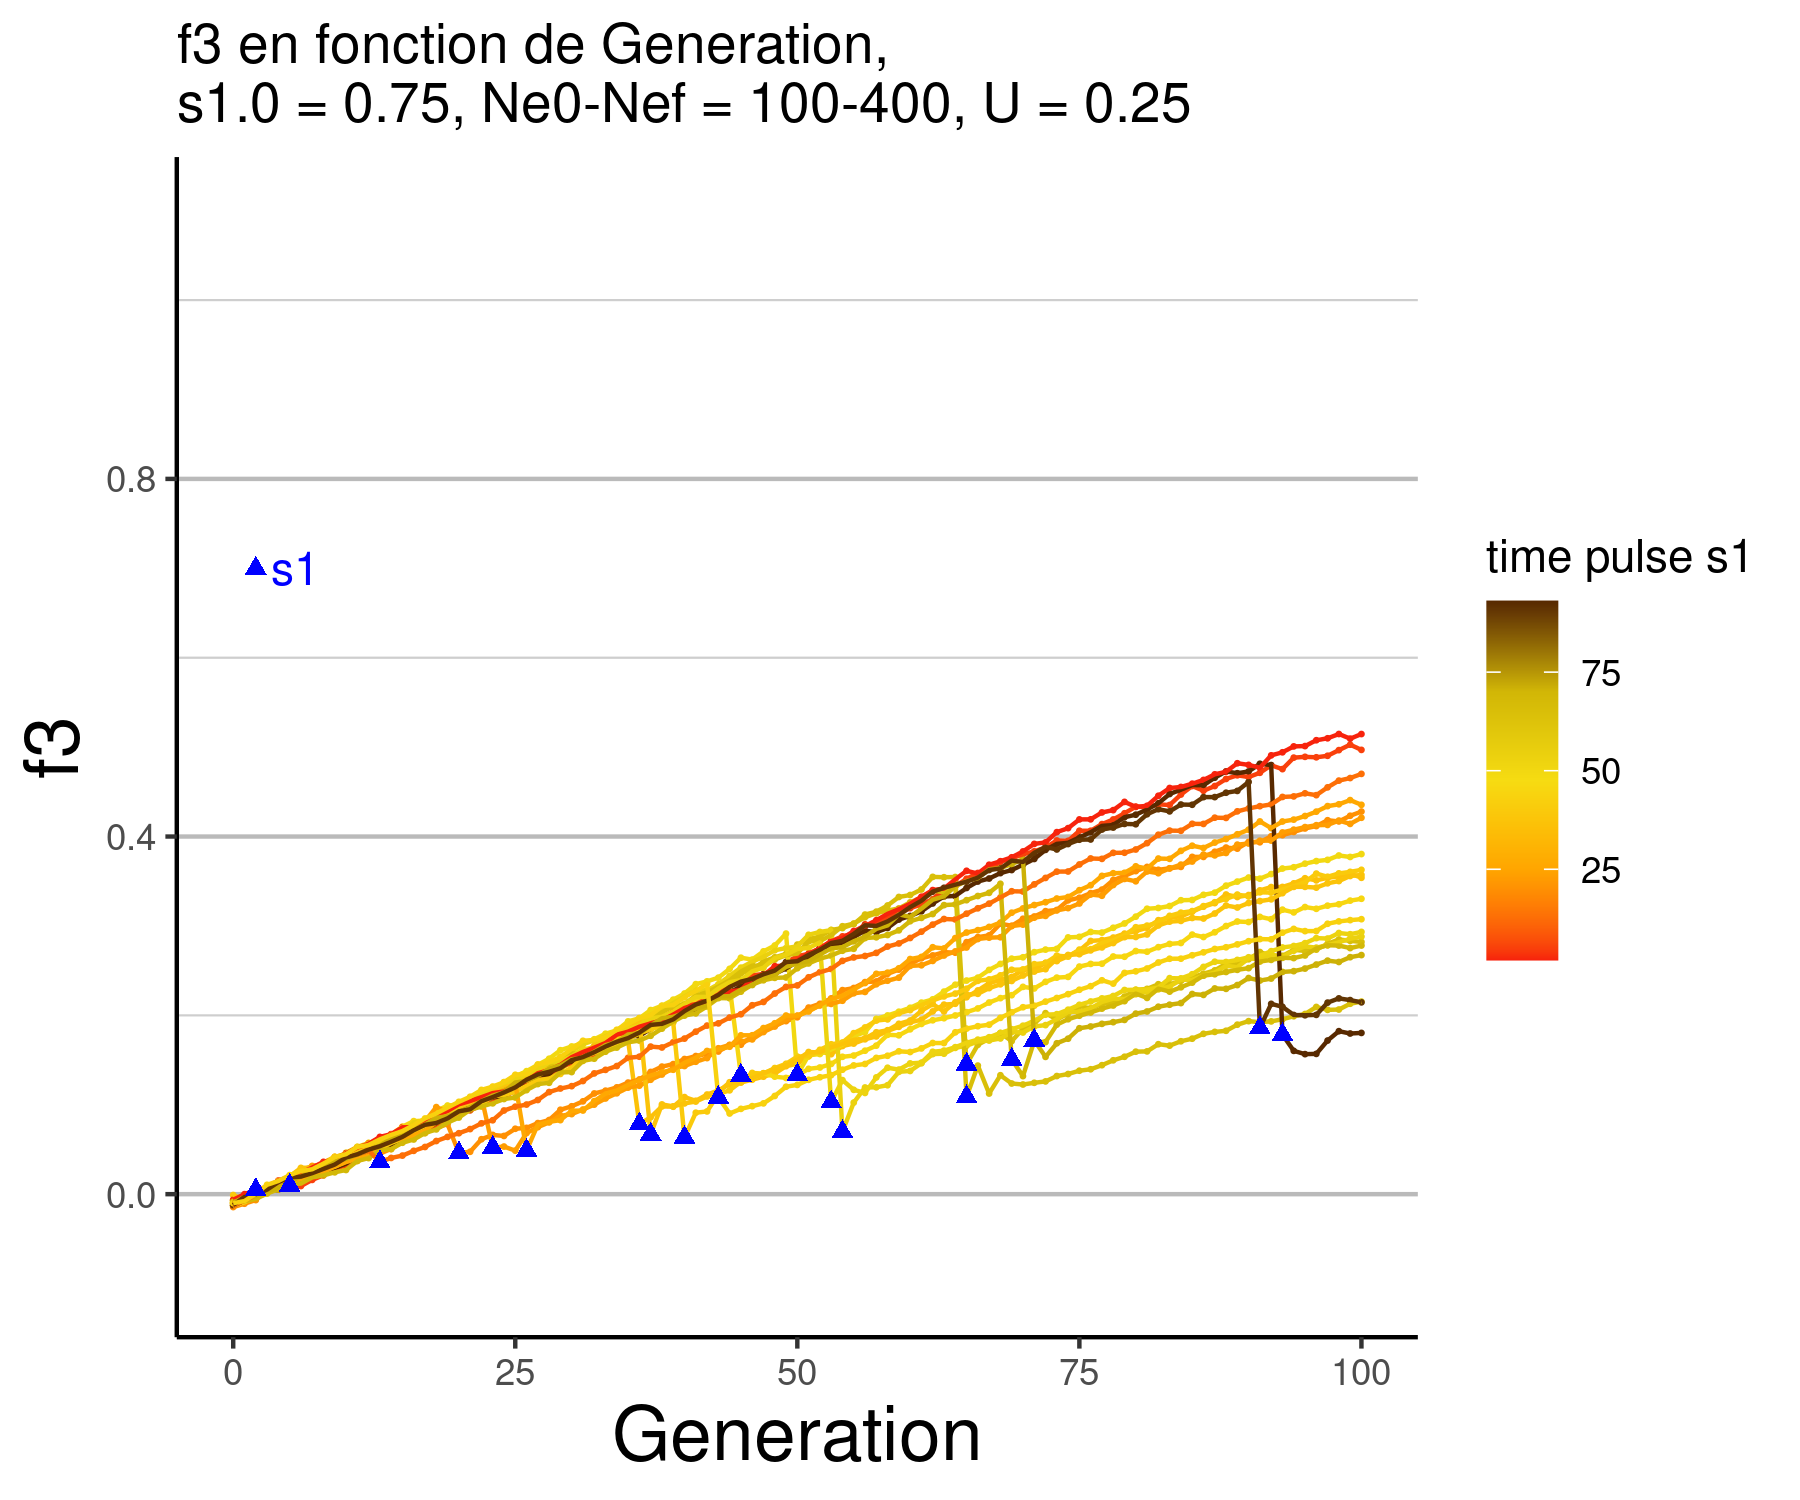 f3 en fonction de Generation,
s1.0 = 0.75, Ne0-Nef = 100-400, U = 0.25
f3
0.8
0.4
0.0
s1
0 25 50 75 100
Generation
time pulse s1
75
50
25